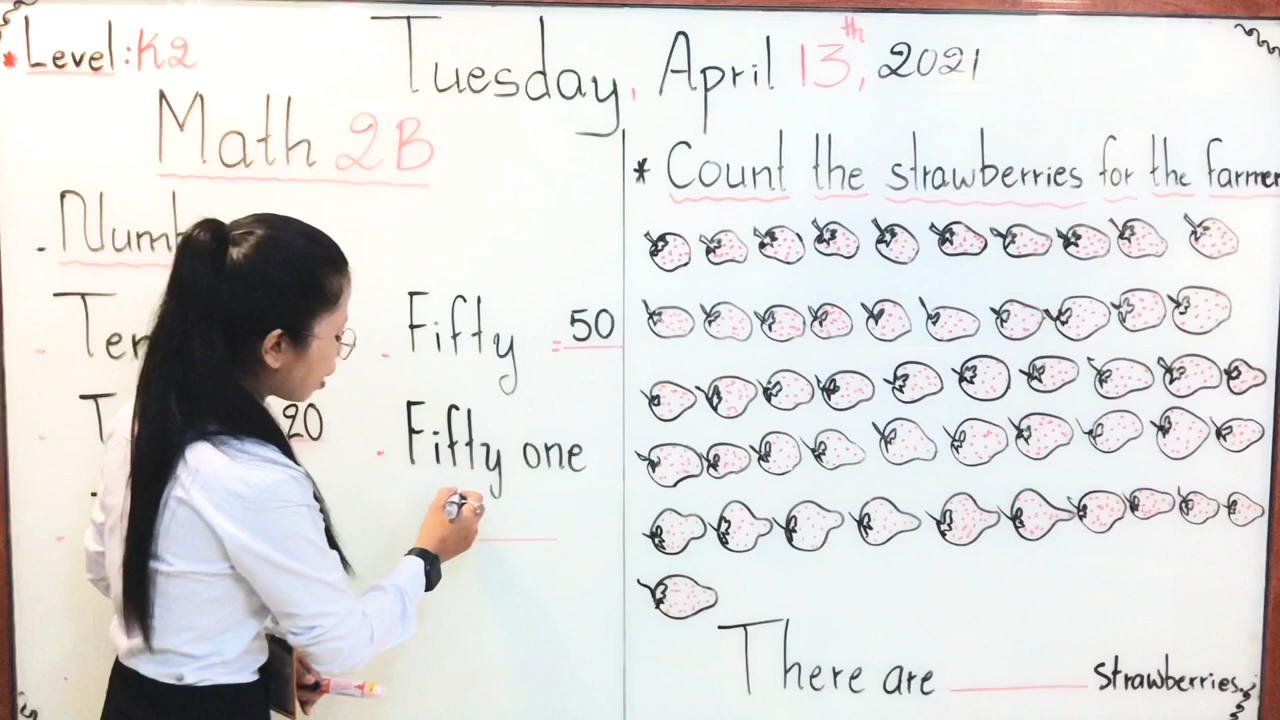 * Level: K2
Tuesday, April 13th, 2021
Math 2B
* Count the strawberries for the farmer
. Fifty = 50
20
. Fifty one
There are ______ strawberries.